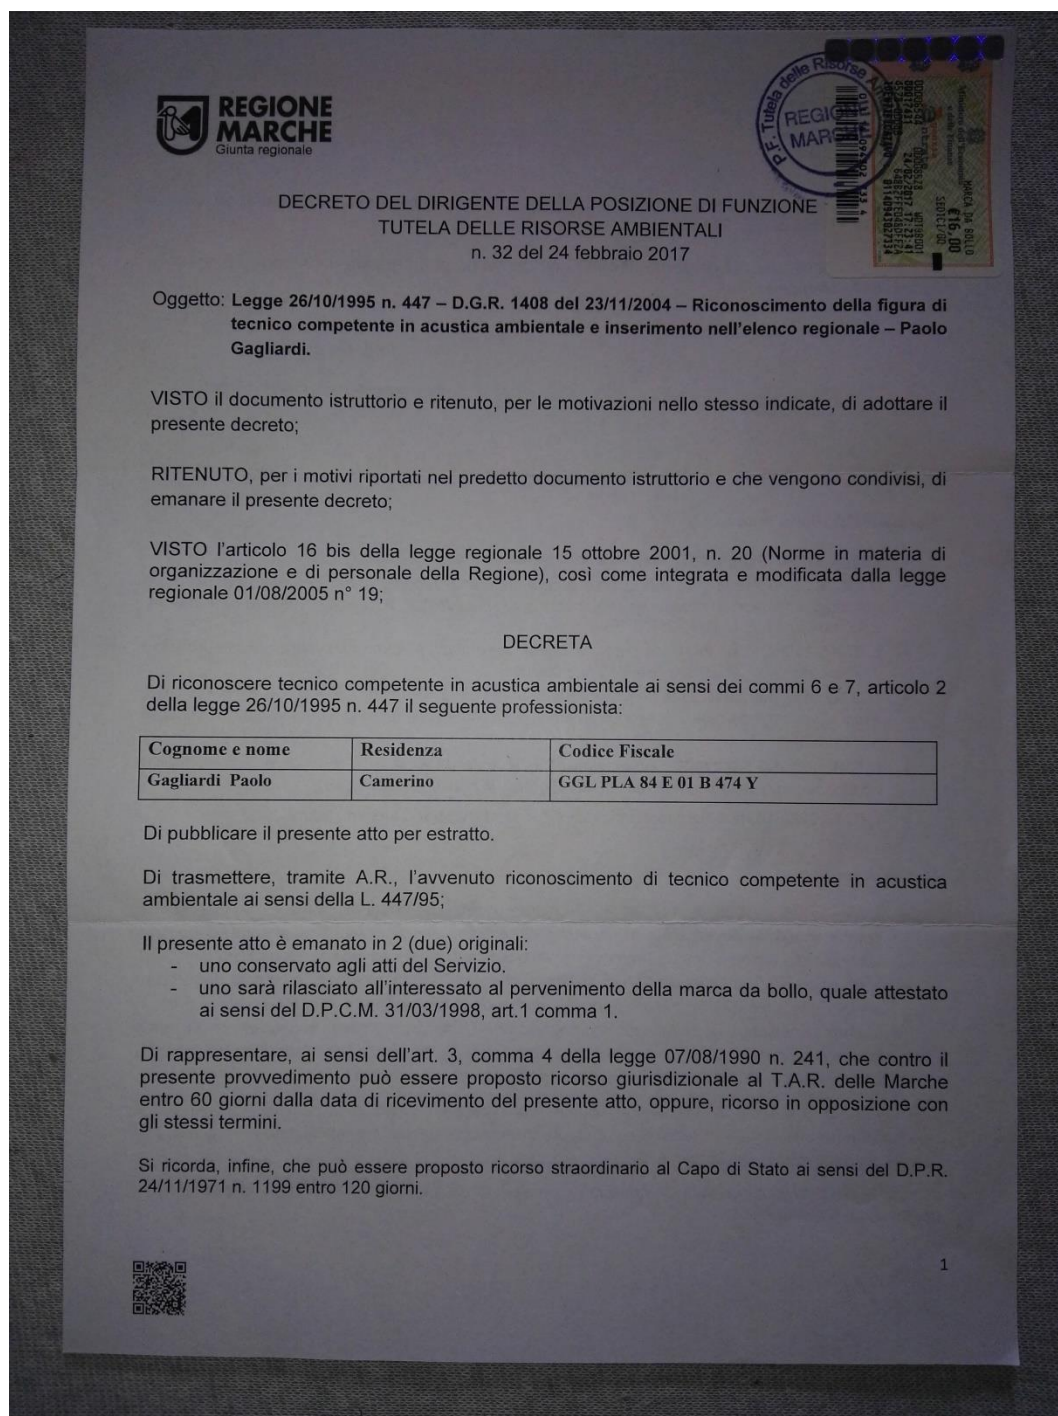 REGIONE
MARCHE
Giunta regionale
P.F. Tutela delle Risorse
REGI
MAR
MARCA DA BOLLO
€16,00
SEDICI/00
24/02/2017
DECRETO DEL DIRIGENTE DELLA POSIZIONE DI FUNZIONE
TUTELA DELLE RISORSE AMBIENTALI
n. 32 del 24 febbraio 2017
Oggetto: Legge 26/10/1995 n. 447 – D.G.R. 1408 del 23/11/2004 – Riconoscimento della figura di
tecnico competente in acustica ambientale e inserimento nell'elenco regionale – Paolo
Gagliardi.
VISTO il documento istruttorio e ritenuto, per le motivazioni nello stesso indicate, di adottare il
presente decreto;
RITENUTO, per i motivi riportati nel predetto documento istruttorio e che vengono condivisi, di
emanare il presente decreto;
VISTO l'articolo 16 bis della legge regionale 15 ottobre 2001, n. 20 (Norme in materia di
organizzazione e di personale della Regione), così come integrata e modificata dalla legge
regionale 01/08/2005 n° 19;
DECRETA
Di riconoscere tecnico competente in acustica ambientale ai sensi dei commi 6 e 7, articolo 2
della legge 26/10/1995 n. 447 il seguente professionista:
Cognome e nome Residenza Codice Fiscale
Gagliardi Paolo Camerino GGL PLA 84 E 01 B 474 Y
Di pubblicare il presente atto per estratto.
Di trasmettere, tramite A.R., l'avvenuto riconoscimento di tecnico competente in acustica
ambientale ai sensi della L. 447/95;
Il presente atto è emanato in 2 (due) originali:
- uno conservato agli atti del Servizio.
- uno sarà rilasciato all'interessato al pervenimento della marca da bollo, quale attestato
ai sensi del D.P.C.M. 31/03/1998, art.1 comma 1.
Di rappresentare, ai sensi dell'art. 3, comma 4 della legge 07/08/1990 n. 241, che contro il
presente provvedimento può essere proposto ricorso giurisdizionale al T.A.R. delle Marche
entro 60 giorni dalla data di ricevimento del presente atto, oppure, ricorso in opposizione con
gli stessi termini.
Si ricorda, infine, che può essere proposto ricorso straordinario al Capo di Stato ai sensi del D.P.R.
24/11/1971 n. 1199 entro 120 giorni.
1